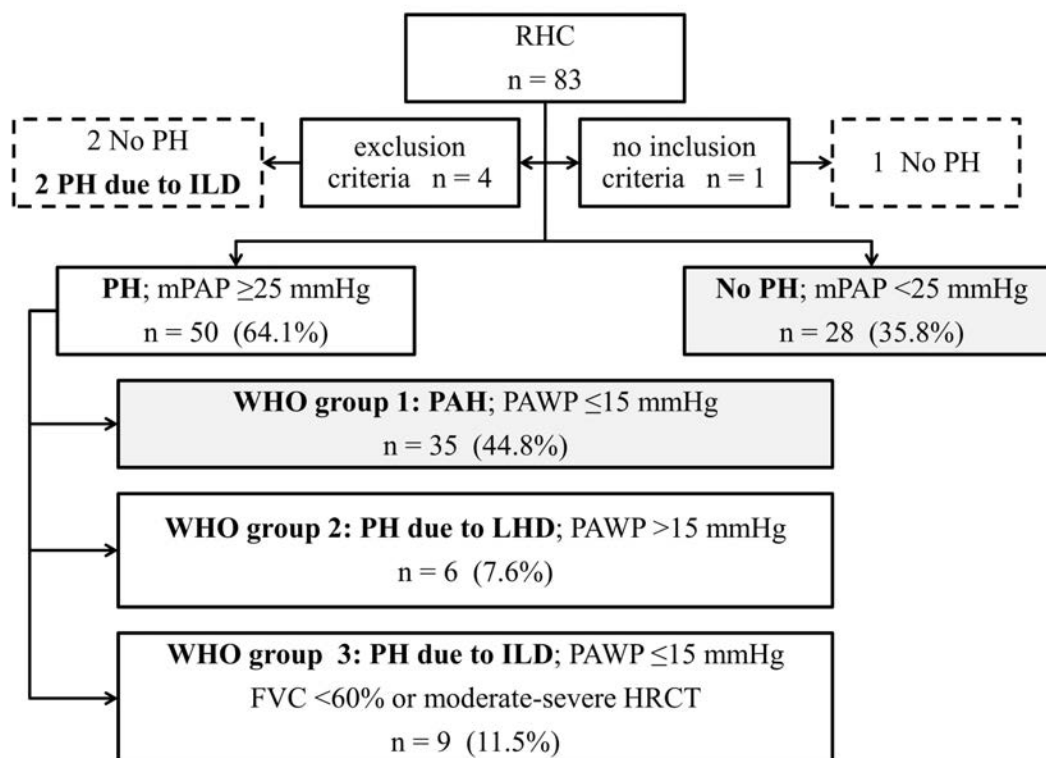 RHC
n = 83
2 No PH
2 PH due to ILD
exclusion
criteria n = 4
no inclusion
criteria n = 1
1 No PH
PH; mPAP ≥25 mmHg
n = 50 (64.1%)
No PH; mPAP <25 mmHg
n = 28 (35.8%)
WHO group 1: PAH; PAWP ≤15 mmHg
n = 35 (44.8%)
WHO group 2: PH due to LHD; PAWP >15 mmHg
n = 6 (7.6%)
WHO group 3: PH due to ILD; PAWP ≤15 mmHg
FVC <60% or moderate-severe HRCT
n = 9 (11.5%)